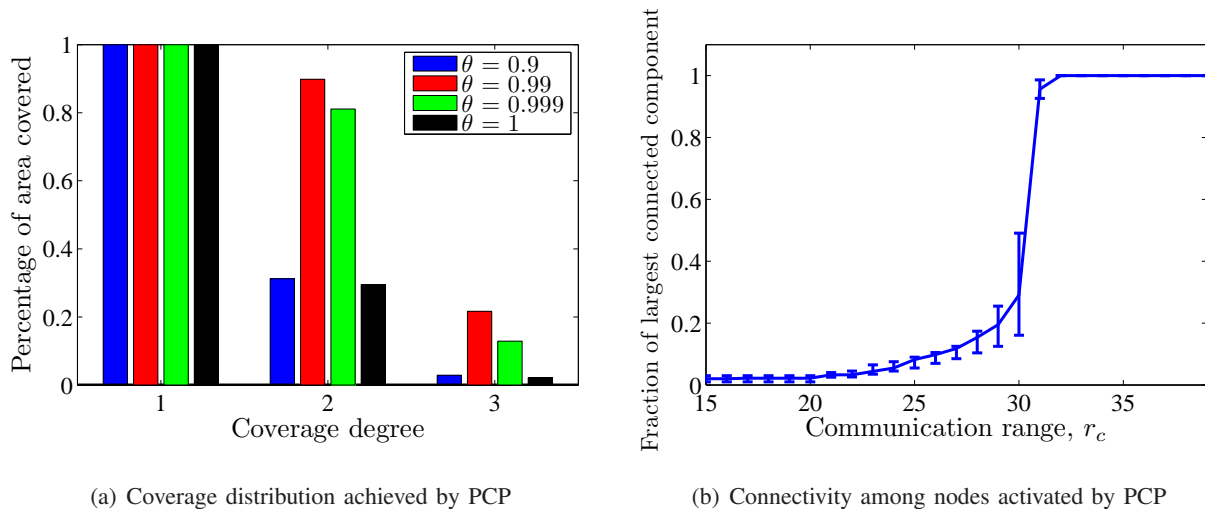 Percentage of area covered
1
0.8
0.6
0.4
0.2
0
1 2 3
Coverage degree
θ = 0.9
θ = 0.99
θ = 0.999
θ = 1
(a) Coverage distribution achieved by PCP
Fraction of largest connected component
1
0.8
0.6
0.4
0.2
0
15 20 25 30 35
Communication range, r_c
(b) Connectivity among nodes activated by PCP